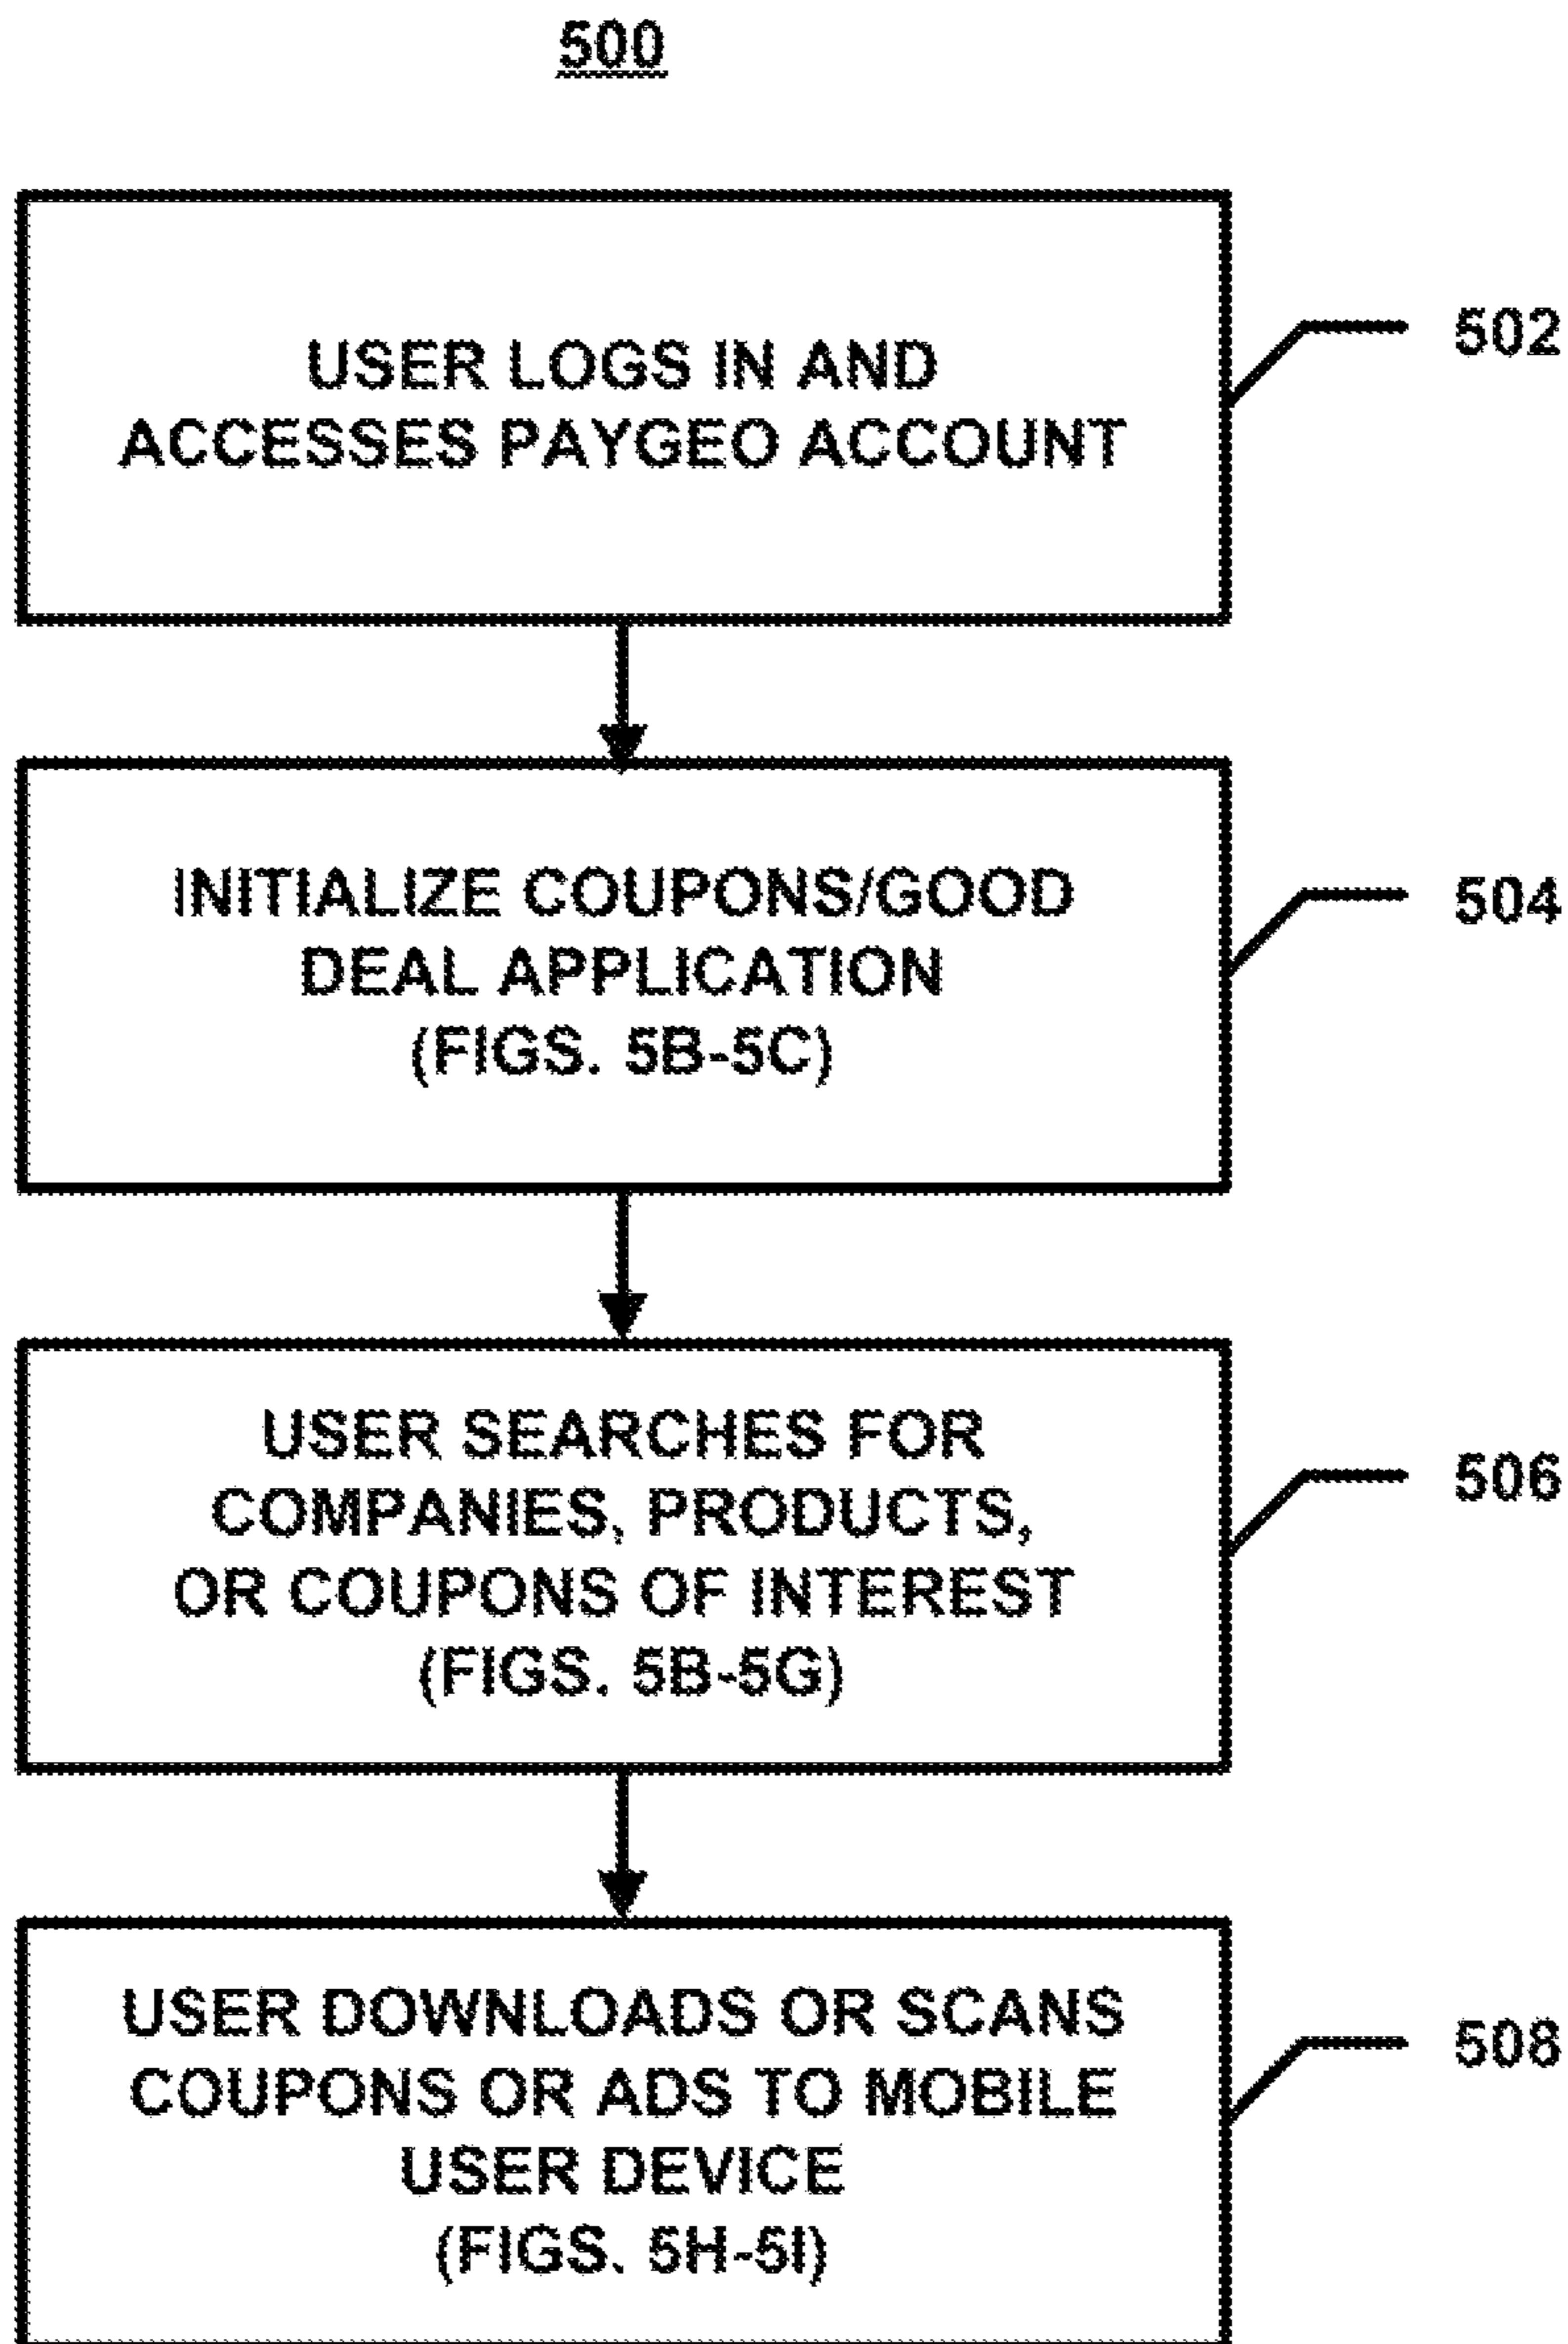 500
USER LOGS IN AND
ACCESSES PAYGEO ACCOUNT
502
INITIALIZE COUPONS/GOOD
DEAL APPLICATION
(FIGS. 5B-5C)
504
USER SEARCHES FOR
COMPANIES, PRODUCTS,
OR COUPONS OF INTEREST
(FIGS. 5B-5G)
506
USER DOWNLOADS OR SCANS
COUPONS OR ADS TO MOBILE
USER DEVICE
(FIGS. 5H-5I)
508